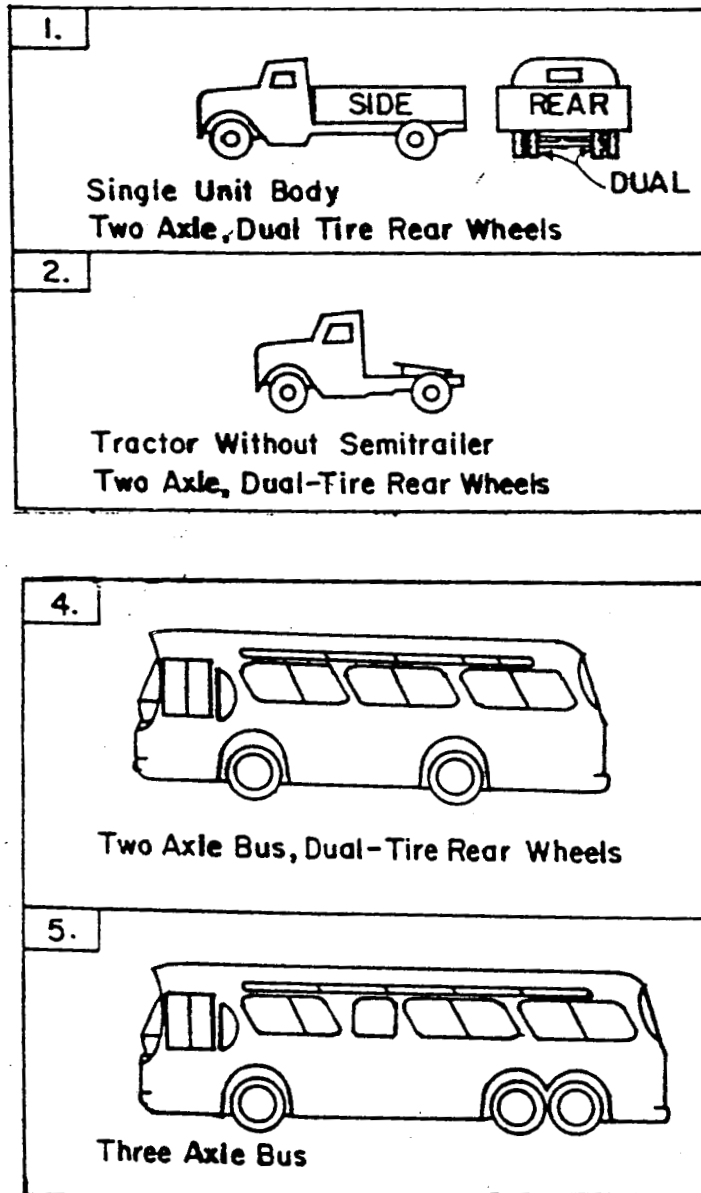 1.
SIDE
REAR
DUAL
Single Unit Body
Two Axle, Dual Tire Rear Wheels
2.
Tractor Without Semitrailer
Two Axle, Dual-Tire Rear Wheels
4.
Two Axle Bus, Dual-Tire Rear Wheels
5.
Three Axle Bus